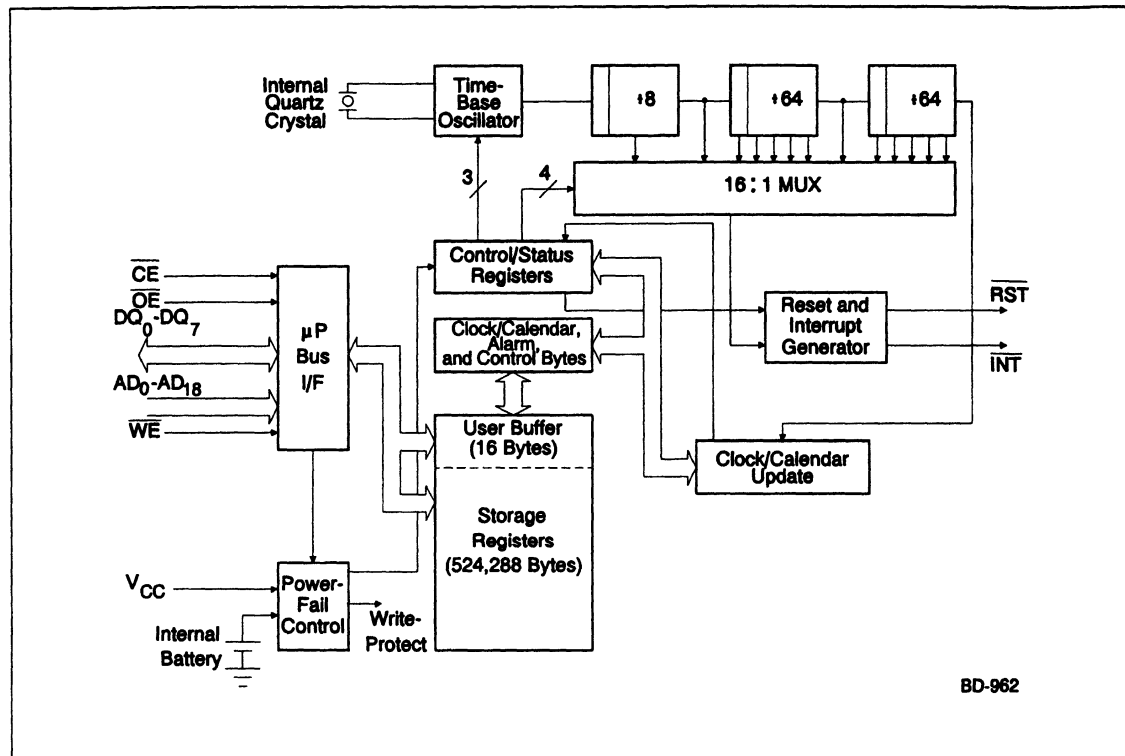 Internal
Quartz
Crystal
Time-
Base
Oscillator
÷8
÷64
÷64
3
4
16 : 1 MUX
CE
OE
DQ0-DQ7
AD0-AD18
WE
µP
Bus
I/F
Control/Status
Registers
Clock/Calendar,
Alarm,
and Control Bytes
User Buffer
(16 Bytes)
Storage
Registers
(524,288 Bytes)
Reset and
Interrupt
Generator
RST
INT
Clock/Calendar
Update
VCC
Power-
Fail
Control
Write-
Protect
Internal
Battery
BD-962